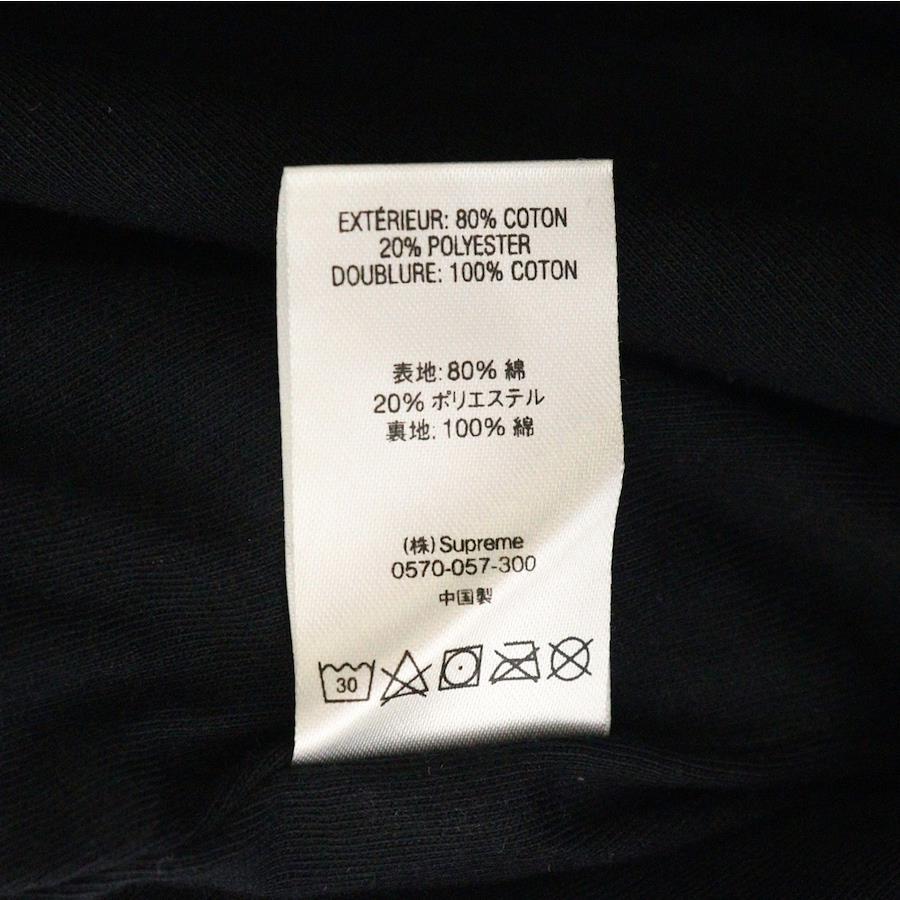 EXTÉRIEUR: 80% COTON
20% POLYESTER
DOUBLURE: 100% COTON
表地: 80% 綿
20% ポリエステル
裏地: 100% 綿
(株) Supreme
0570-057-300
中国製
30